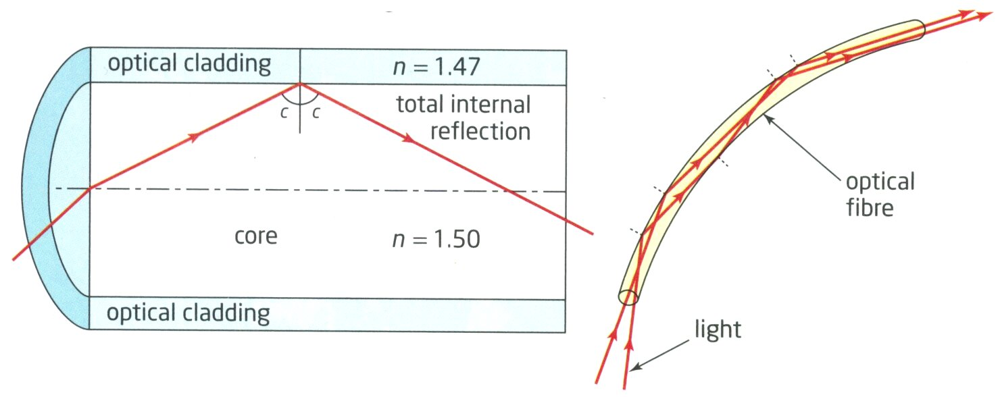 optical cladding
n = 1.47
total internal
reflection
c c
core
n = 1.50
optical cladding
optical
fibre
light